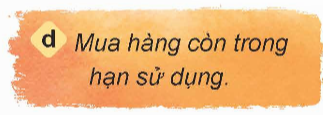 d Mua hàng còn trong
hạn sử dụng.